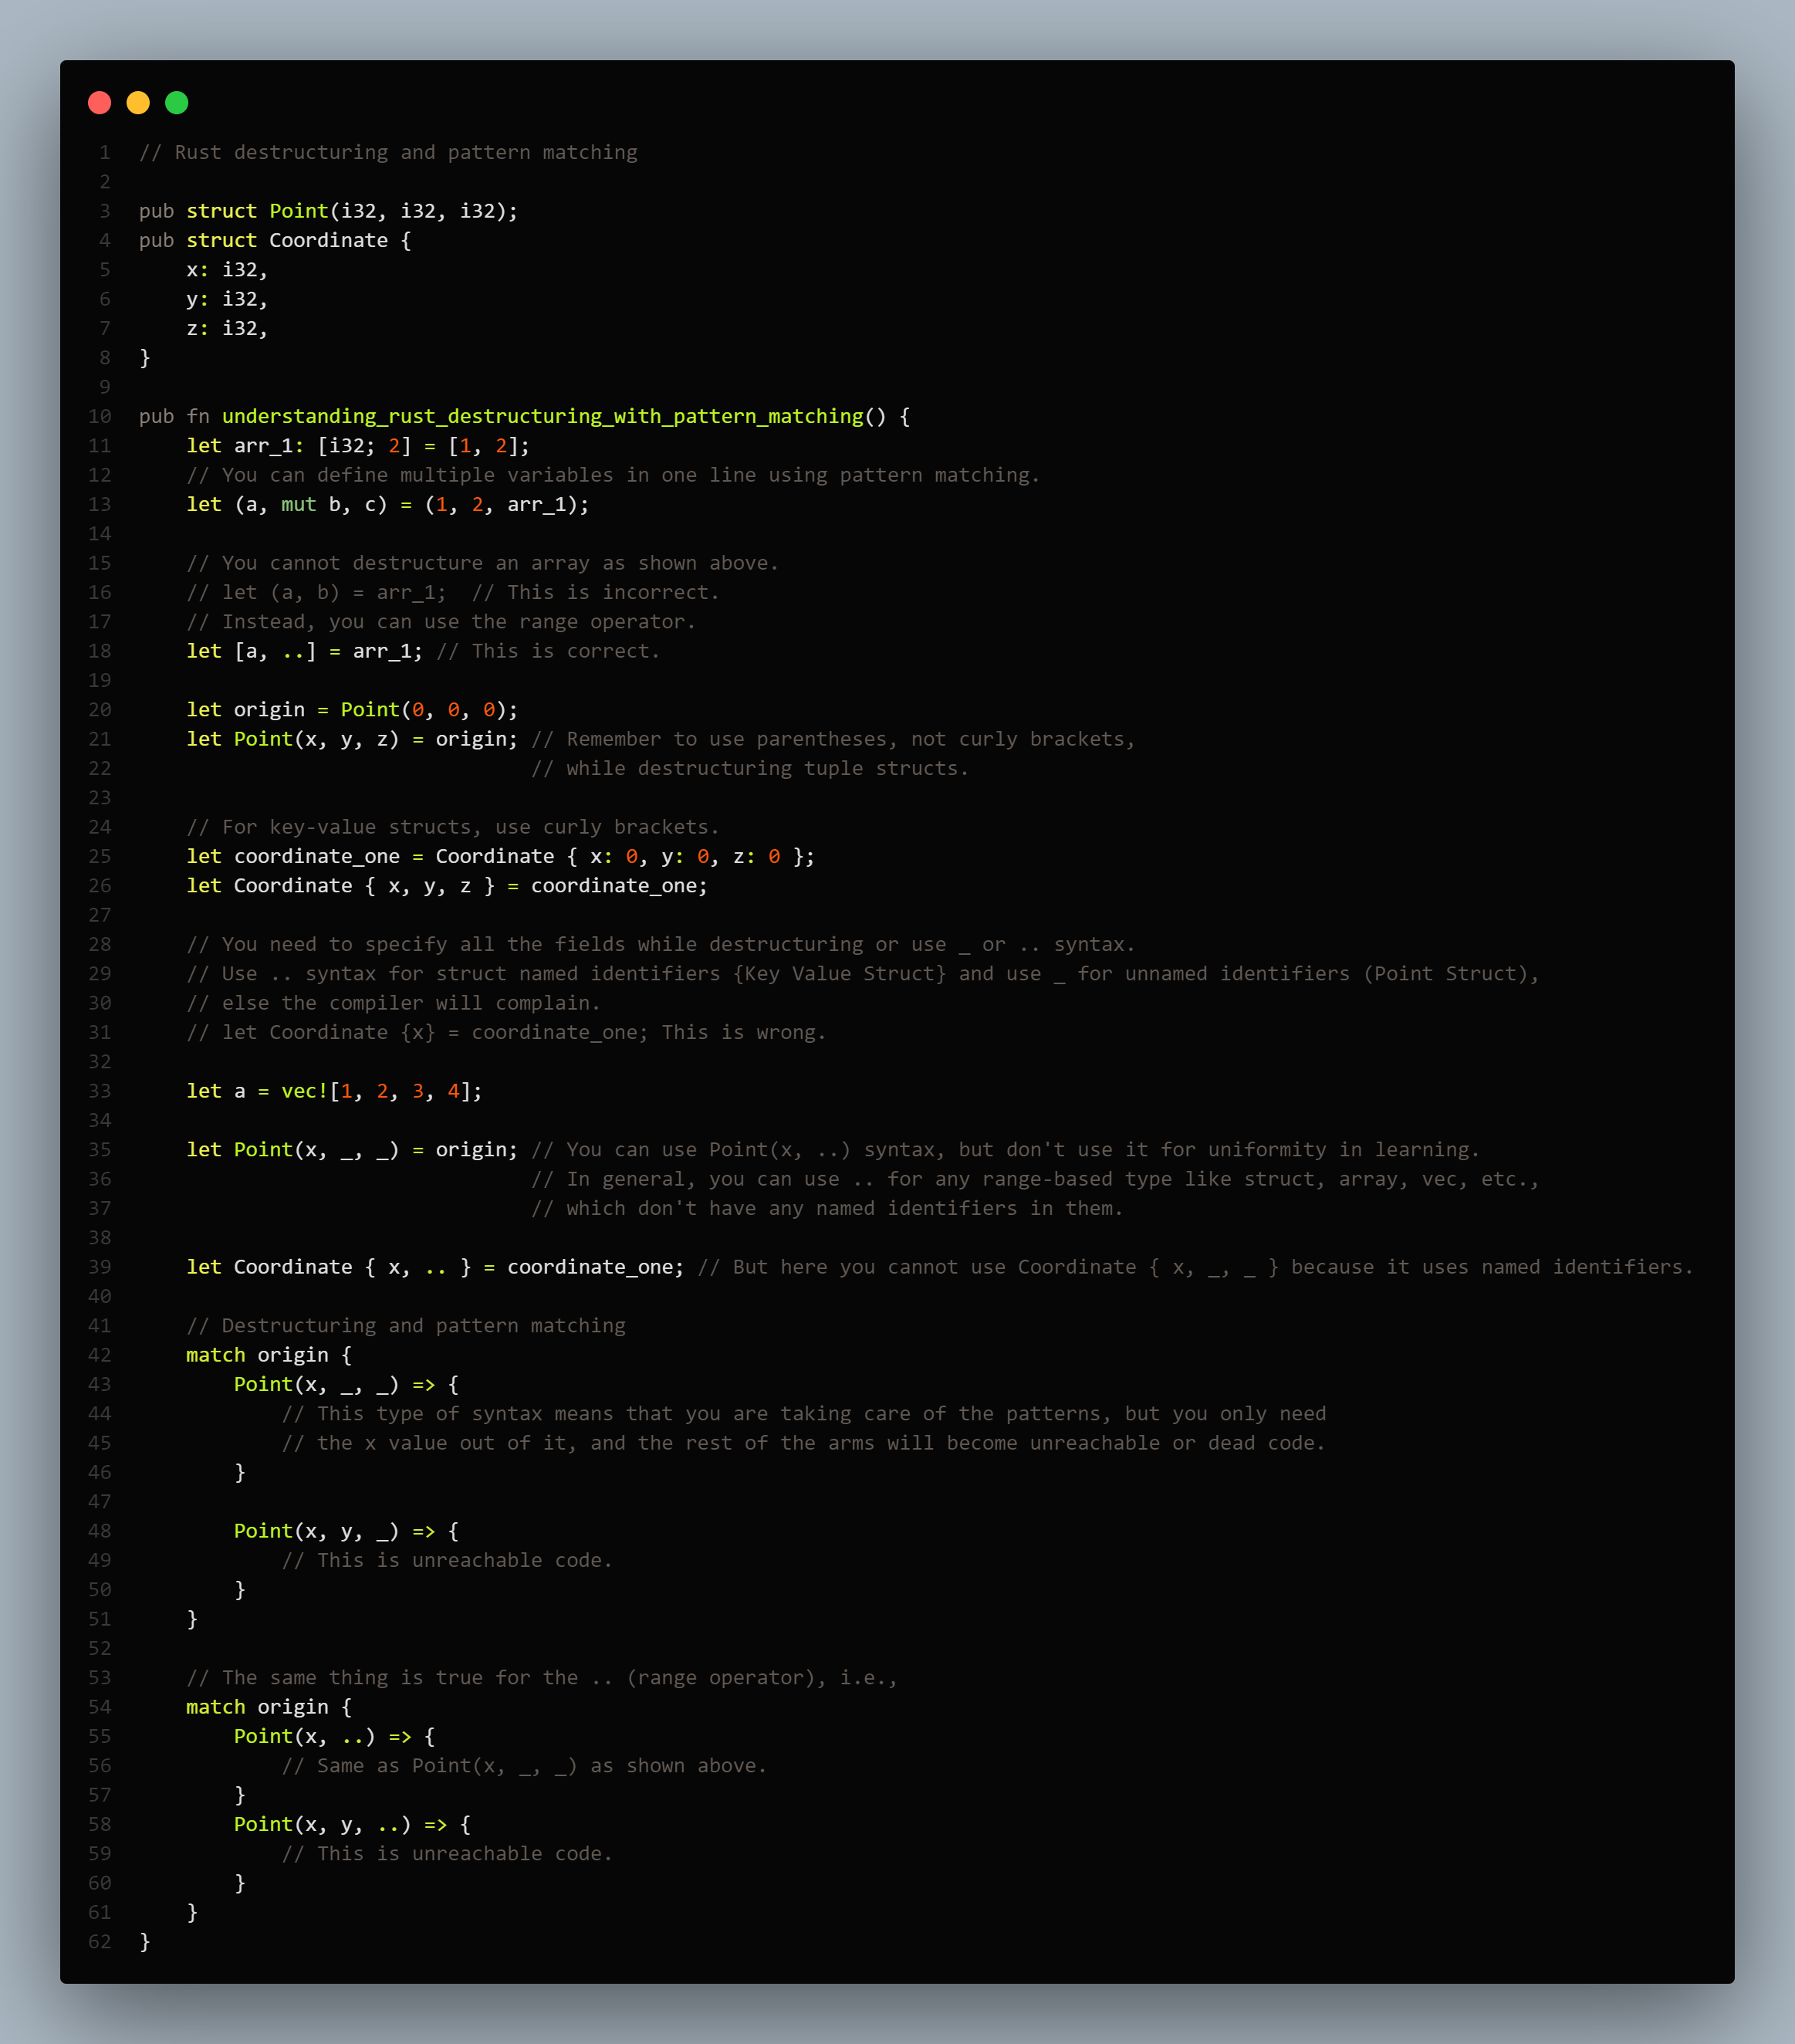 1 // Rust destructuring and pattern matching
2
3 pub struct Point(i32, i32, i32);
4 pub struct Coordinate {
5     x: i32,
6     y: i32,
7     z: i32,
8 }
9
10 pub fn understanding_rust_destructuring_with_pattern_matching() {
11     let arr_1: [i32; 2] = [1, 2];
12     // You can define multiple variables in one line using pattern matching.
13     let (a, mut b, c) = (1, 2, arr_1);
14
15     // You cannot destructure an array as shown above.
16     // let (a, b) = arr_1;  // This is incorrect.
17     // Instead, you can use the range operator.
18     let [a, ..] = arr_1; // This is correct.
19
20     let origin = Point(0, 0, 0);
21     let Point(x, y, z) = origin; // Remember to use parentheses, not curly brackets,
22                                  // while destructuring tuple structs.
23
24     // For key-value structs, use curly brackets.
25     let coordinate_one = Coordinate { x: 0, y: 0, z: 0 };
26     let Coordinate { x, y, z } = coordinate_one;
27
28     // You need to specify all the fields while destructuring or use _ or .. syntax.
29     // Use .. syntax for struct named identifiers {Key Value Struct} and use _ for unnamed identifiers (Point Struct),
30     // else the compiler will complain.
31     // let Coordinate {x} = coordinate_one; This is wrong.
32
33     let a = vec![1, 2, 3, 4];
34
35     let Point(x, _, _) = origin; // You can use Point(x, ..) syntax, but don't use it for uniformity in learning.
36                                  // In general, you can use .. for any range-based type like struct, array, vec, etc.,
37                                  // which don't have any named identifiers in them.
38
39     let Coordinate { x, .. } = coordinate_one; // But here you cannot use Coordinate { x, _, _ } because it uses named identifiers.
40
41     // Destructuring and pattern matching
42     match origin {
43         Point(x, _, _) => {
44             // This type of syntax means that you are taking care of the patterns, but you only need
45             // the x value out of it, and the rest of the arms will become unreachable or dead code.
46         }
47
48         Point(x, y, _) => {
49             // This is unreachable code.
50         }
51     }
52
53     // The same thing is true for the .. (range operator), i.e.,
54     match origin {
55         Point(x, ..) => {
56             // Same as Point(x, _, _) as shown above.
57         }
58         Point(x, y, ..) => {
59             // This is unreachable code.
60         }
61     }
62 }